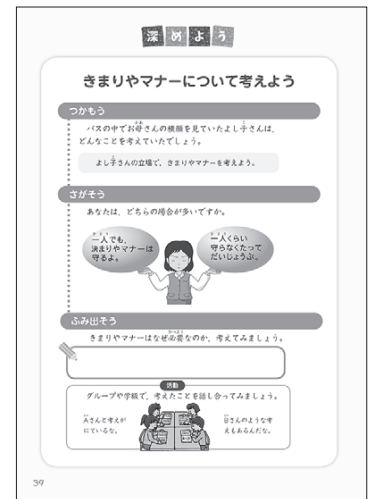 深めよう
きまりやマナーについて考えよう
つかもう
バスの中でお母さんの横顔を見ていたよし子さんは、
どんなことを考えていたでしょう。
よし子さんの立場で、きまりやマナーを考えよう。
さがそう
あなたは、どちらの場合が多いですか。
一人でも、
決まりやマナーは
守るよ。
一人くらい
守らなくたって
だいじょうぶ。
ふみ出そう
きまりやマナーはなぜ必要なのか、考えてみましょう。
活動
グループや学級で、考えたことを話し合ってみましょう。
Aさんと考えが
にているな。
Bさんのような考
えもあるんだな。
39